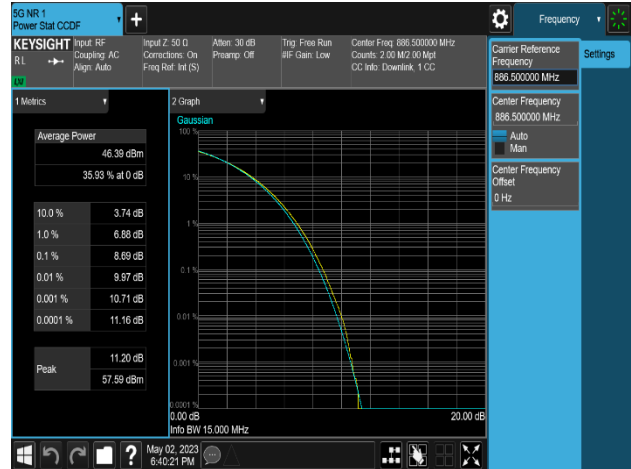 5G NR 1
Power Stat CCDF
Frequency
KEYSIGHT
RL
Input: RF
Coupling: AC
Align: Auto
Input Z: 50 Ω
Corrections: On
Freq Ref: Int (S)
Atten: 30 dB
Preamp: Off
Trig: Free Run
#IF Gain: Low
Center Freq: 886.500000 MHz
Counts: 2.00 M/2.00 Mpt
CC Info: Downlink, 1 CC
Carrier Reference
Frequency
886.500000 MHz
Settings
Center Frequency
886.500000 MHz
Auto
Man
Center Frequency
Offset
0 Hz
1 Metrics
Average Power
46.39 dBm
35.93 % at 0 dB
10.0 % 3.74 dB
1.0 % 6.88 dB
0.1 % 8.69 dB
0.01 % 9.97 dB
0.001 % 10.71 dB
0.0001 % 11.16 dB
Peak
11.20 dB
57.59 dBm
2 Graph
Gaussian
100 %
10 %
1 %
0.1 %
0.01 %
0.001 %
0.0001 %
0.00 dB
20.00 dB
Info BW 15.000 MHz
?
May 02, 2023
6:40:21 PM